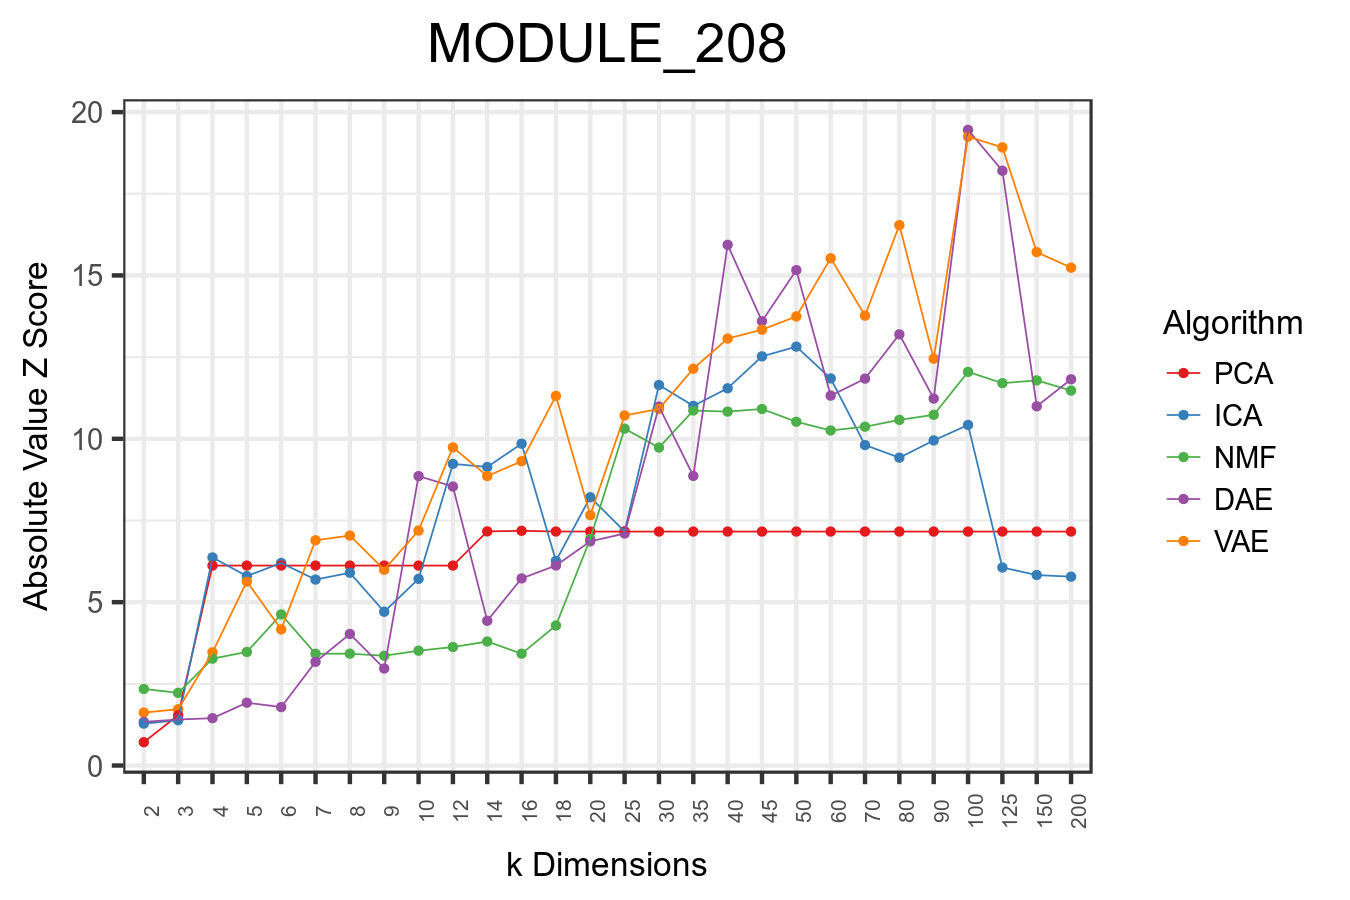 MODULE_208
Absolute Value Z Score
20
15
10
5
0
2 3 4 5 6 7 8 9 10 12 14 16 18 20 25 30 35 40 45 50 60 70 80 90 100 125 150 200
k Dimensions
Algorithm
PCA
ICA
NMF
DAE
VAE